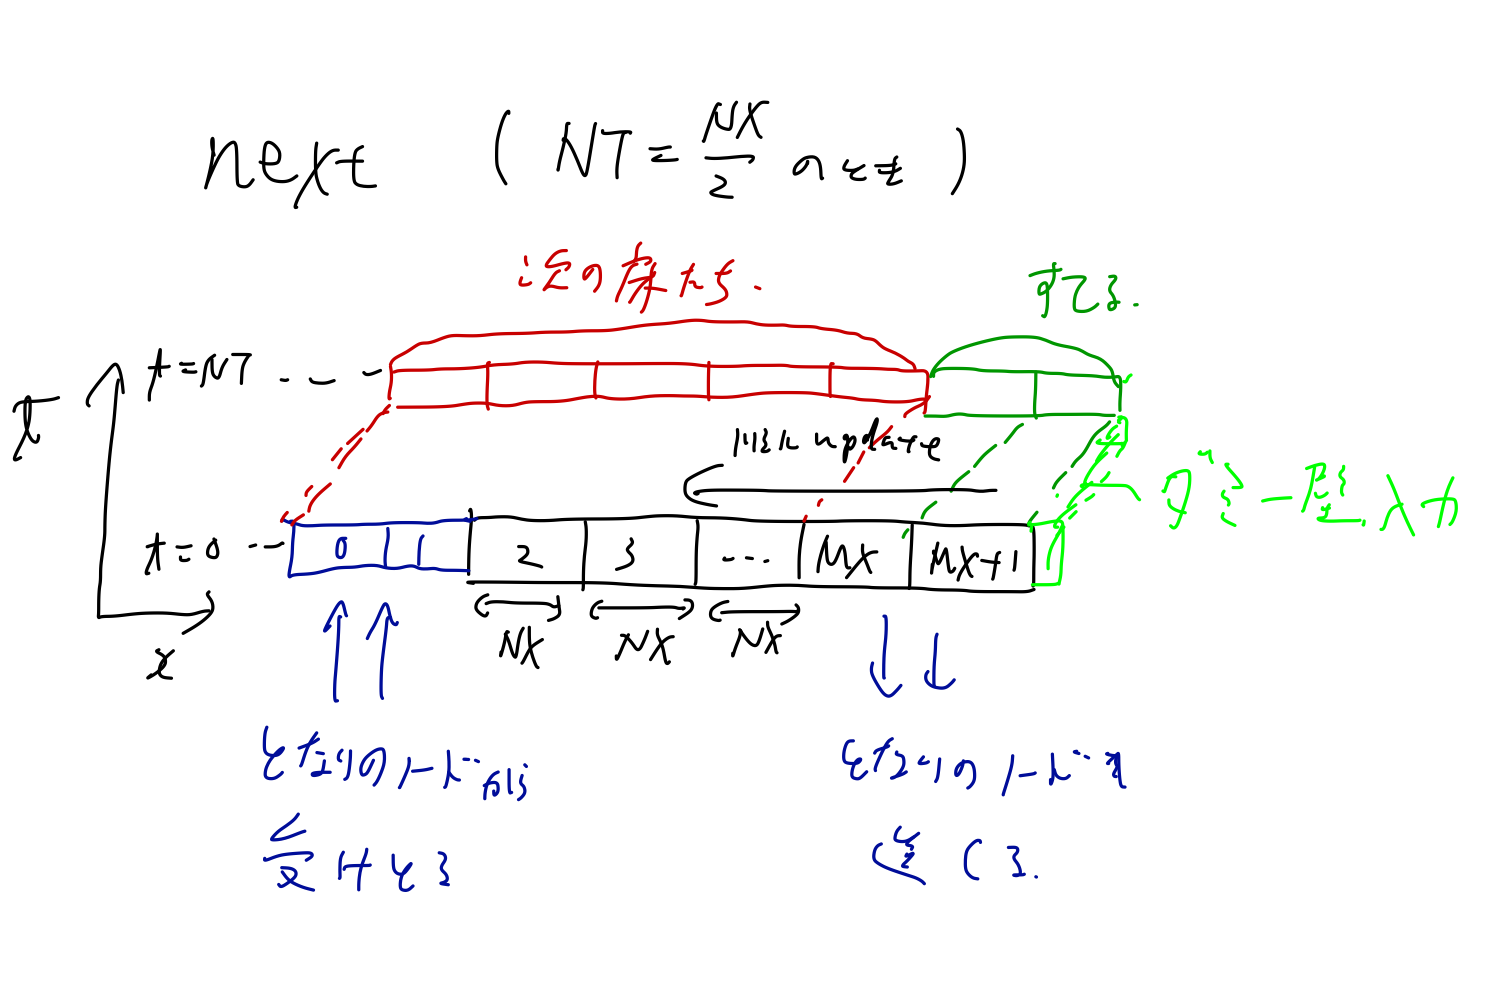 next ( NT = NX/2 のとき )
次の床たち.
すてる.
t=NT
t
順に update
ダミー壁入力
t=0 0 1 2 3 ... MX MX+1
NX NX NX
x
となりのノードから
受けとる
となりのノードへ
送くる.